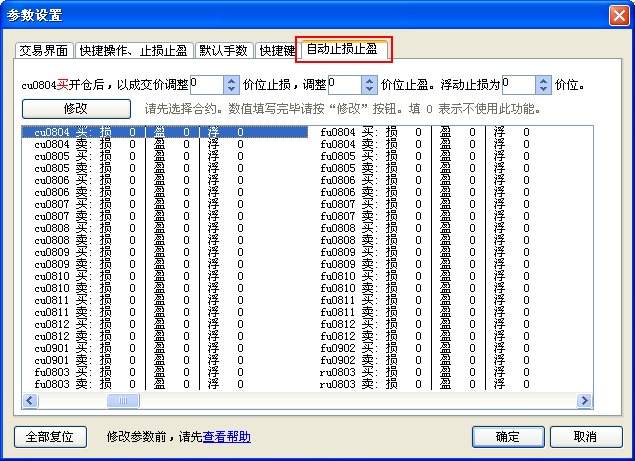 参数设置
交易界面 快捷操作、止损止盈 默认手数 快捷键 自动止损止盈
cu0804买开仓后，以成交价调整 0 价位止损，调整 0 价位止盈。浮动止损为 0 价位。
修改 请先选择合约。数值填写完毕请按“修改”按钮。填 0 表示不使用此功能。
cu0804 买: 损 0 | 盈 0 | 浮 0 fu0804 买: 损 0 | 盈 0 | 浮 0
cu0804 卖: 损 0 | 盈 0 | 浮 0 fu0804 卖: 损 0 | 盈 0 | 浮 0
cu0805 买: 损 0 | 盈 0 | 浮 0 fu0805 买: 损 0 | 盈 0 | 浮 0
cu0805 卖: 损 0 | 盈 0 | 浮 0 fu0805 卖: 损 0 | 盈 0 | 浮 0
cu0806 买: 损 0 | 盈 0 | 浮 0 fu0806 买: 损 0 | 盈 0 | 浮 0
cu0806 卖: 损 0 | 盈 0 | 浮 0 fu0806 卖: 损 0 | 盈 0 | 浮 0
cu0807 买: 损 0 | 盈 0 | 浮 0 fu0807 买: 损 0 | 盈 0 | 浮 0
cu0807 卖: 损 0 | 盈 0 | 浮 0 fu0807 卖: 损 0 | 盈 0 | 浮 0
cu0808 买: 损 0 | 盈 0 | 浮 0 fu0808 买: 损 0 | 盈 0 | 浮 0
cu0808 卖: 损 0 | 盈 0 | 浮 0 fu0808 卖: 损 0 | 盈 0 | 浮 0
cu0809 买: 损 0 | 盈 0 | 浮 0 fu0809 买: 损 0 | 盈 0 | 浮 0
cu0809 卖: 损 0 | 盈 0 | 浮 0 fu0809 卖: 损 0 | 盈 0 | 浮 0
cu0810 买: 损 0 | 盈 0 | 浮 0 fu0810 买: 损 0 | 盈 0 | 浮 0
cu0810 卖: 损 0 | 盈 0 | 浮 0 fu0810 卖: 损 0 | 盈 0 | 浮 0
cu0811 买: 损 0 | 盈 0 | 浮 0 fu0811 买: 损 0 | 盈 0 | 浮 0
cu0811 卖: 损 0 | 盈 0 | 浮 0 fu0811 卖: 损 0 | 盈 0 | 浮 0
cu0812 买: 损 0 | 盈 0 | 浮 0 fu0812 买: 损 0 | 盈 0 | 浮 0
cu0812 卖: 损 0 | 盈 0 | 浮 0 fu0812 卖: 损 0 | 盈 0 | 浮 0
cu0901 买: 损 0 | 盈 0 | 浮 0 fu0902 买: 损 0 | 盈 0 | 浮 0
cu0901 卖: 损 0 | 盈 0 | 浮 0 fu0902 卖: 损 0 | 盈 0 | 浮 0
fu0803 买: 损 0 | 盈 0 | 浮 0 ru0803 买: 损 0 | 盈 0 | 浮 0
fu0803 卖: 损 0 | 盈 0 | 浮 0 ru0803 卖: 损 0 | 盈 0 | 浮 0
全部复位 修改参数前，请先查看帮助 确定 取消